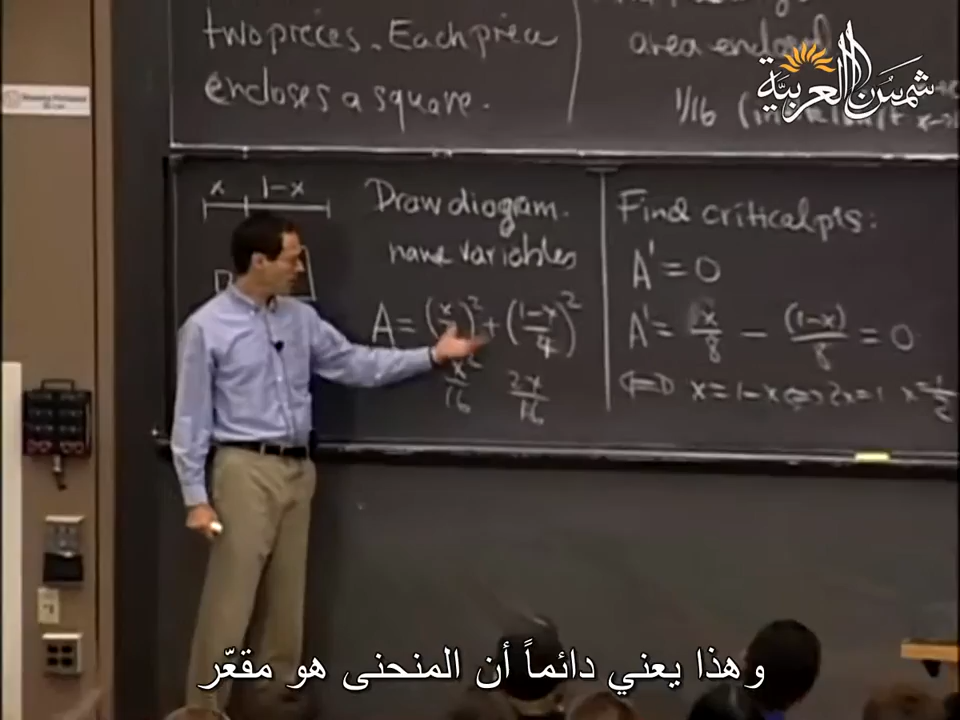 two pieces. Each piece
encloses a square.
area
1/16
شمس العربية
x
1-x
Draw diagram.
name variables
A = (x/4)² + (1-x/4)²
x²/16
2x/16
Find critical pts:
A' = 0
A' = x/8 - (1-x)/8 = 0
⟺ x = 1-x ⟺ 2x = 1 x = 1/2
وهذا يعني دائماً أن المنحنى هو مقعّر